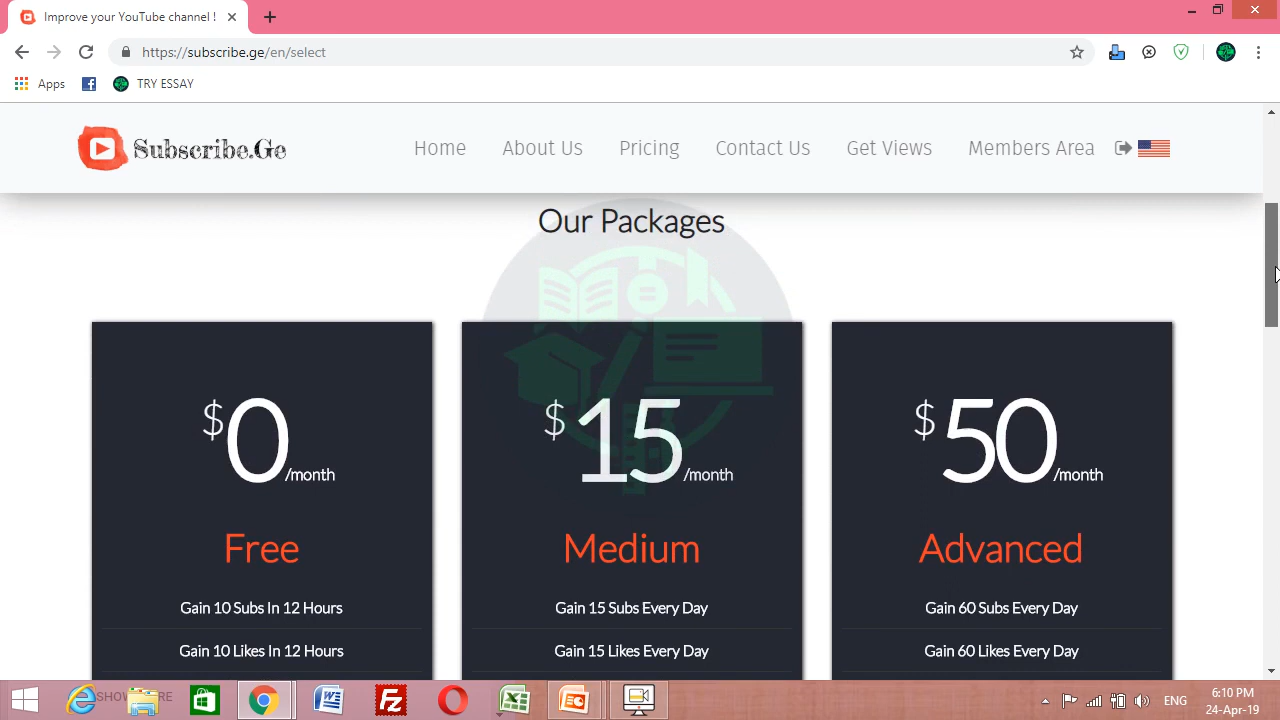 Improve your YouTube channel !
https://subscribe.ge/en/select
Apps
TRY ESSAY
Subscribe.Ge
Home
About Us
Pricing
Contact Us
Get Views
Members Area
Our Packages
$0/month
Free
Gain 10 Subs In 12 Hours
Gain 10 Likes In 12 Hours
$15/month
Medium
Gain 15 Subs Every Day
Gain 15 Likes Every Day
$50/month
Advanced
Gain 60 Subs Every Day
Gain 60 Likes Every Day
ENG
6:10 PM
24-Apr-19